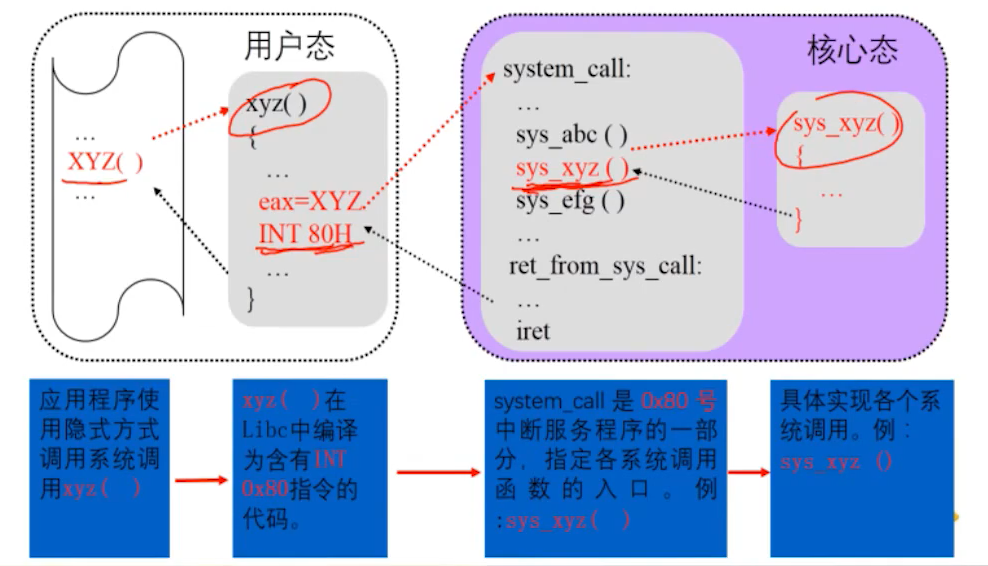 用户态
...
XYZ( )
...
xyz( )
{
...
eax=XYZ
INT 80H
...
}
核心态
system_call:
...
sys_abc ( )
sys_xyz ( )
sys_efg ( )
...
ret_from_sys_call:
...
iret
sys_xyz( )
{
...
}
应用程序使
用隐式方式
调用系统调
用xyz( )
xyz( )在
Libc中编译
为含有INT
0x80指令的
代码。
system_call 是 0x80 号
中断服务程序的一部
分，指定各系统调用
函数的入口。例
:sys_xyz( )
具体实现各个系
统调用。例：
sys_xyz ()